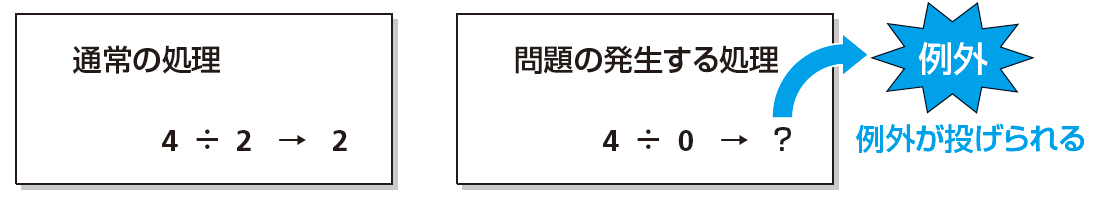 通常の処理
4 ÷ 2 → 2
問題の発生する処理
4 ÷ 0 → ?
例外
例外が投げられる